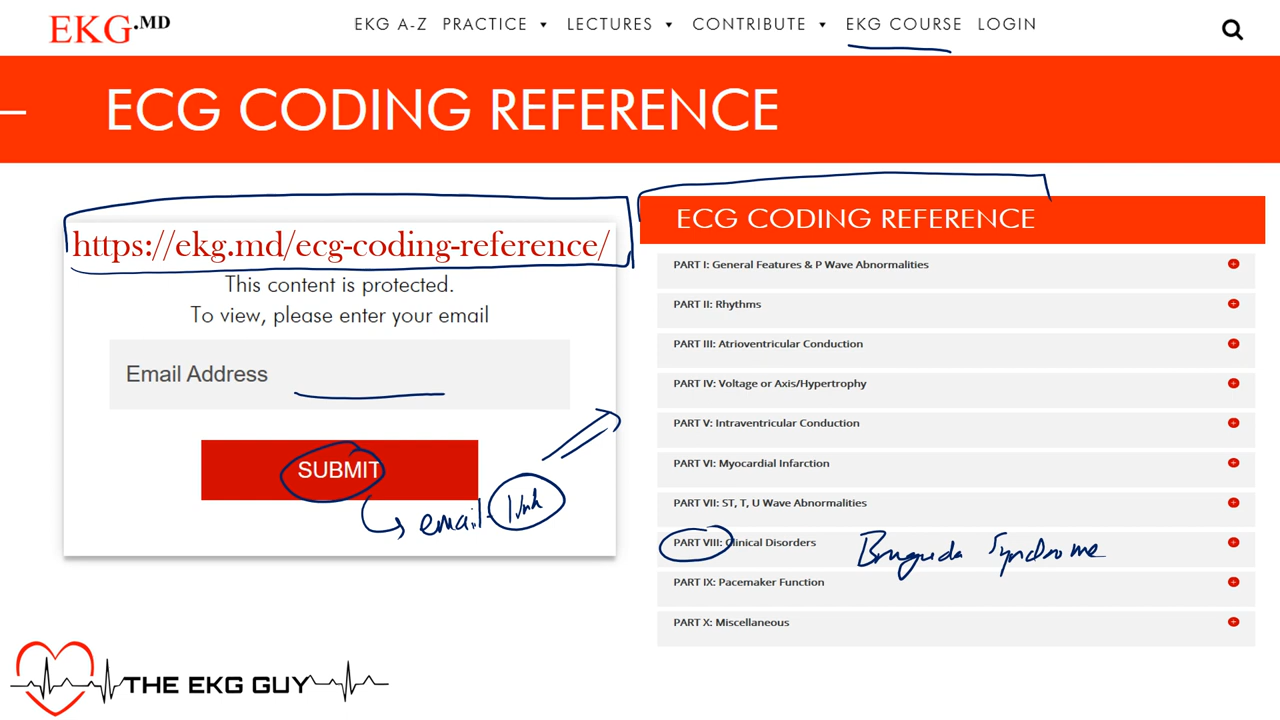 EKG.MD
EKG A-Z PRACTICE LECTURES CONTRIBUTE EKG COURSE LOGIN
ECG CODING REFERENCE
https://ekg.md/ecg-coding-reference/
This content is protected.
To view, please enter your email
Email Address
SUBMIT
email link
ECG CODING REFERENCE
PART I: General Features & P Wave Abnormalities
PART II: Rhythms
PART III: Atrioventricular Conduction
PART IV: Voltage or Axis/Hypertrophy
PART V: Intraventricular Conduction
PART VI: Myocardial Infarction
PART VII: ST, T, U Wave Abnormalities
PART VIII: Clinical Disorders Brugada Syndrome
PART IX: Pacemaker Function
PART X: Miscellaneous
THE EKG GUY